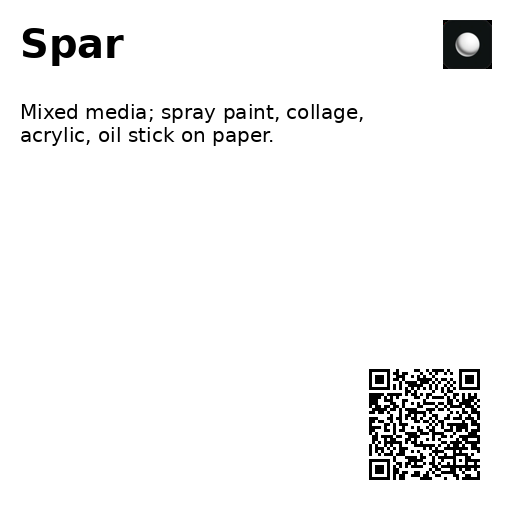 Spar
Mixed media; spray paint, collage,
acrylic, oil stick on paper.